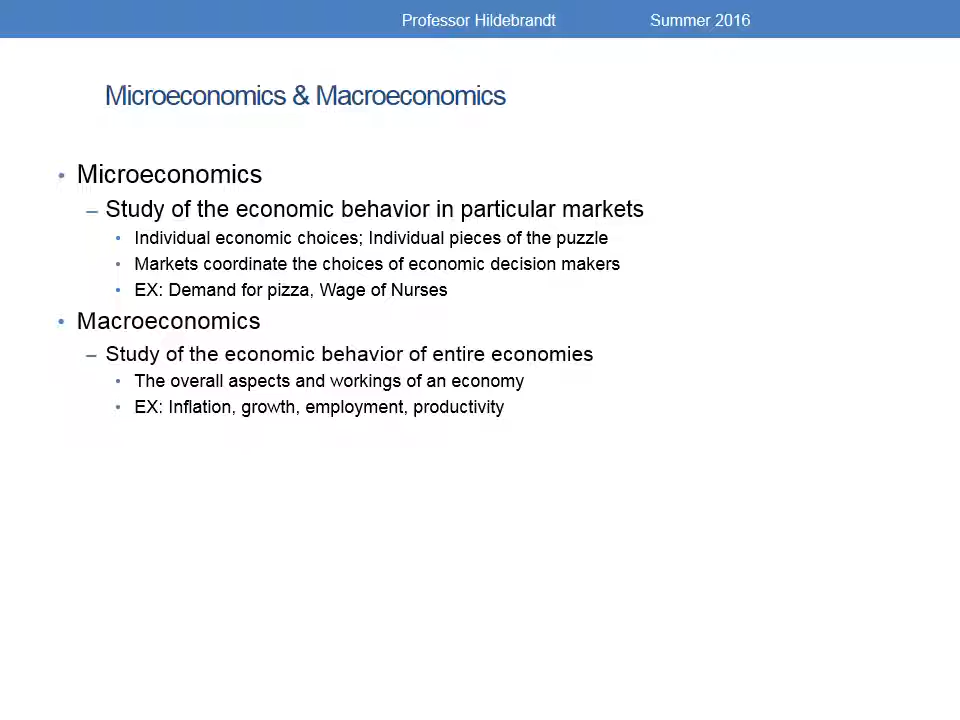 Professor Hildebrandt Summer 2016
Microeconomics & Macroeconomics
• Microeconomics
– Study of the economic behavior in particular markets
• Individual economic choices; Individual pieces of the puzzle
• Markets coordinate the choices of economic decision makers
• EX: Demand for pizza, Wage of Nurses
• Macroeconomics
– Study of the economic behavior of entire economies
• The overall aspects and workings of an economy
• EX: Inflation, growth, employment, productivity